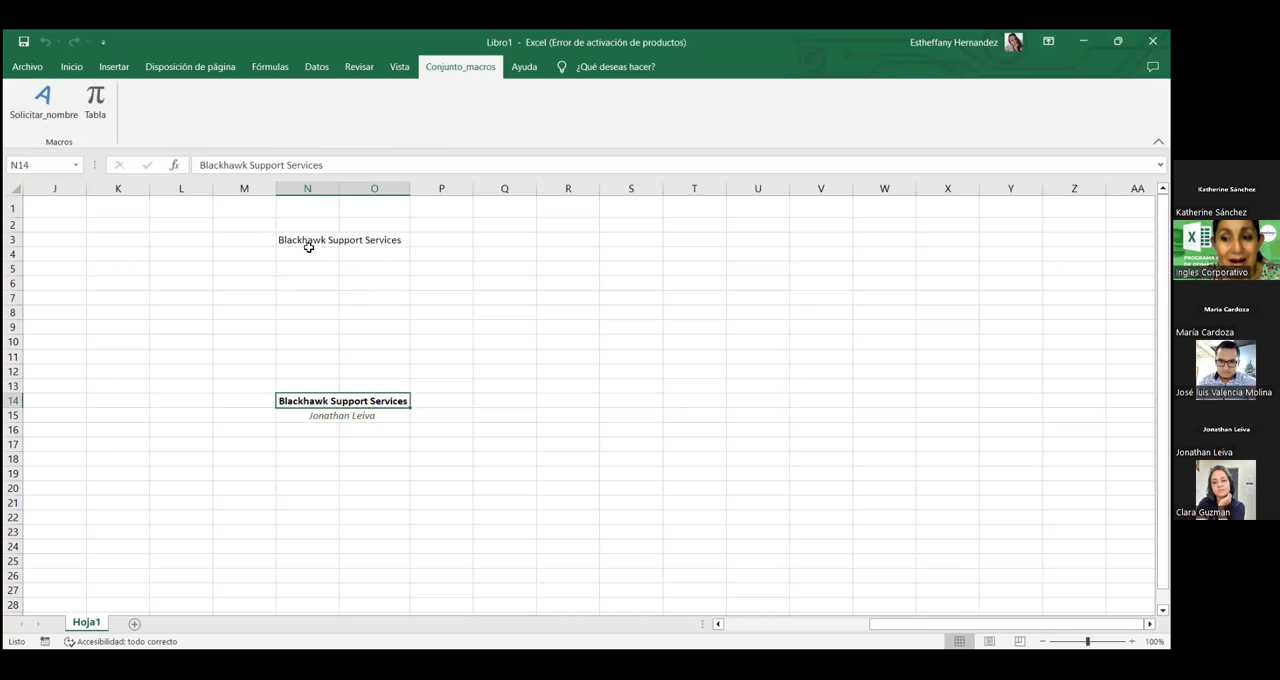 Libro1 - Excel (Error de activación de productos)
Estheffany Hernandez
Archivo Inicio Insertar Disposición de página Fórmulas Datos Revisar Vista Conjunto_macros Ayuda ¿Qué deseas hacer?
Solicitar_nombre Tabla
Macros
N14 fx Blackhawk Support Services
J K L M N O P Q R S T U V W X Y Z AA
1
2
3 Blackhawk Support Services
4
5
6
7
8
9
10
11
12
13
14 Blackhawk Support Services
15 Jonathan Leiva
16
17
18
19
20
21
22
23
24
25
26
27
28
Hoja1
Listo Accesibilidad: todo correcto 100%
Katherine Sánchez
Katherine Sánchez
Ingles Corporativo
María Cardoza
María Cardoza
José luis Valencia Molina
Jonathan Leiva
Jonathan Leiva
Clara Guzmán